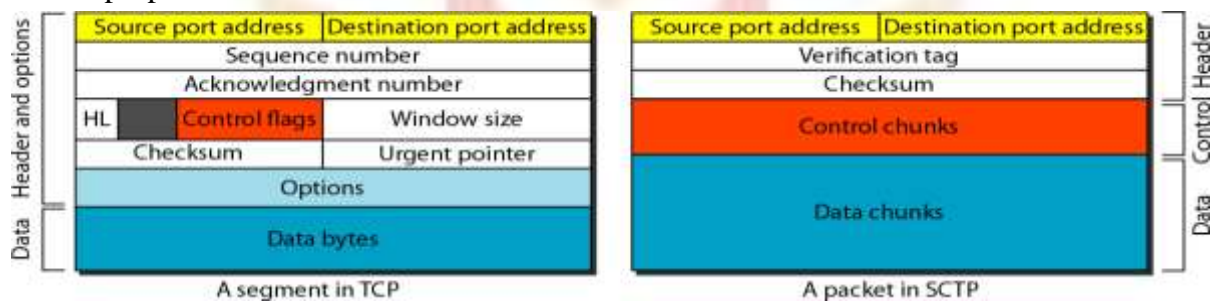 Header and options
Data
Source port address Destination port address
Sequence number
Acknowledgment number
HL Control flags Window size
Checksum Urgent pointer
Options
Data bytes
A segment in TCP
Source port address Destination port address
Verification tag
Checksum
Control chunks
Data chunks
A packet in SCTP
Header
Control
Data